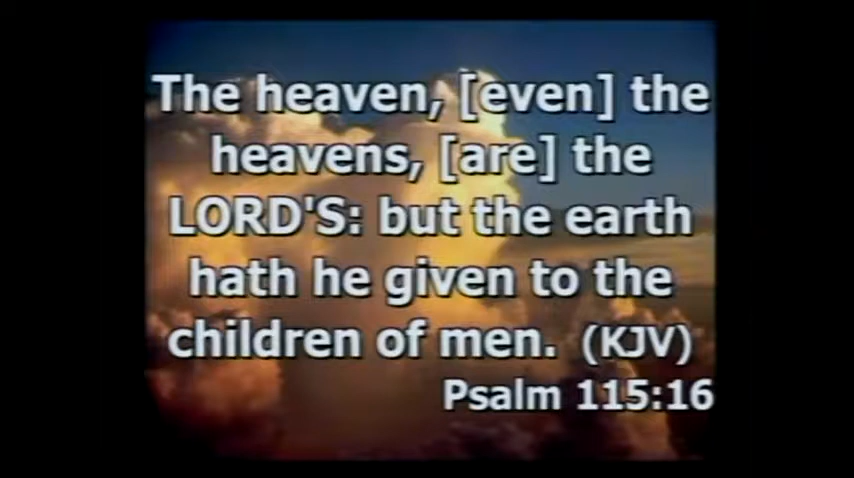 The heaven, [even] the
heavens, [are] the
LORD'S: but the earth
hath he given to the
children of men. (KJV)
Psalm 115:16